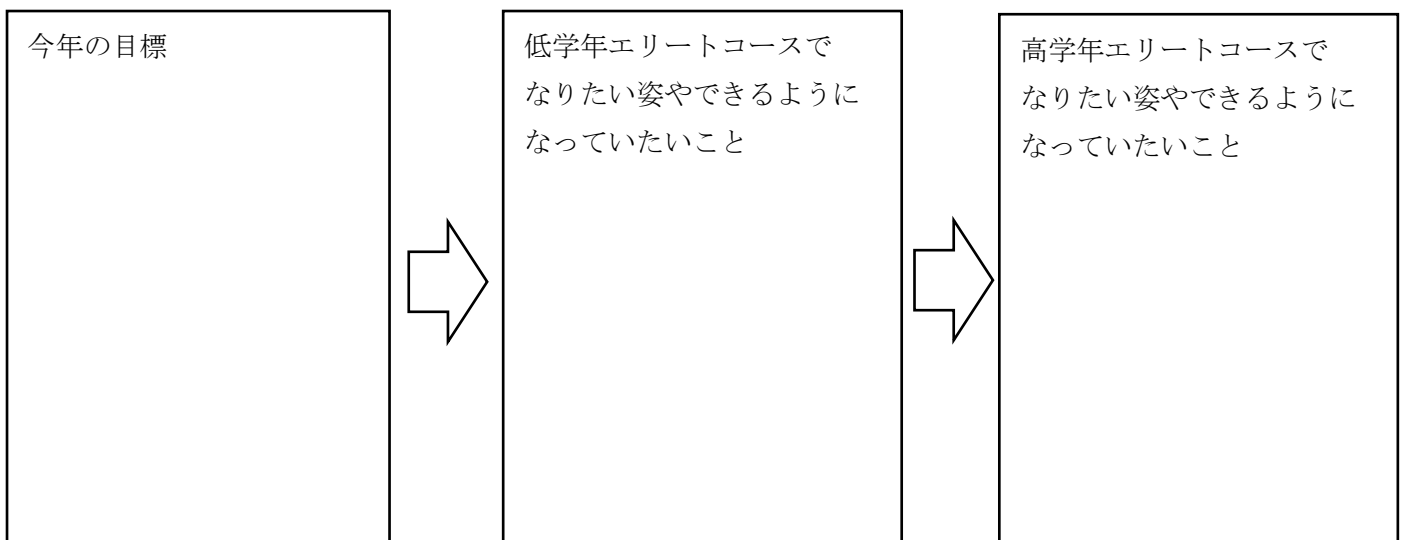 今年の目標
低学年エリートコースで
なりたい姿やできるように
なっていたいこと
高学年エリートコースで
なりたい姿やできるように
なっていたいこと